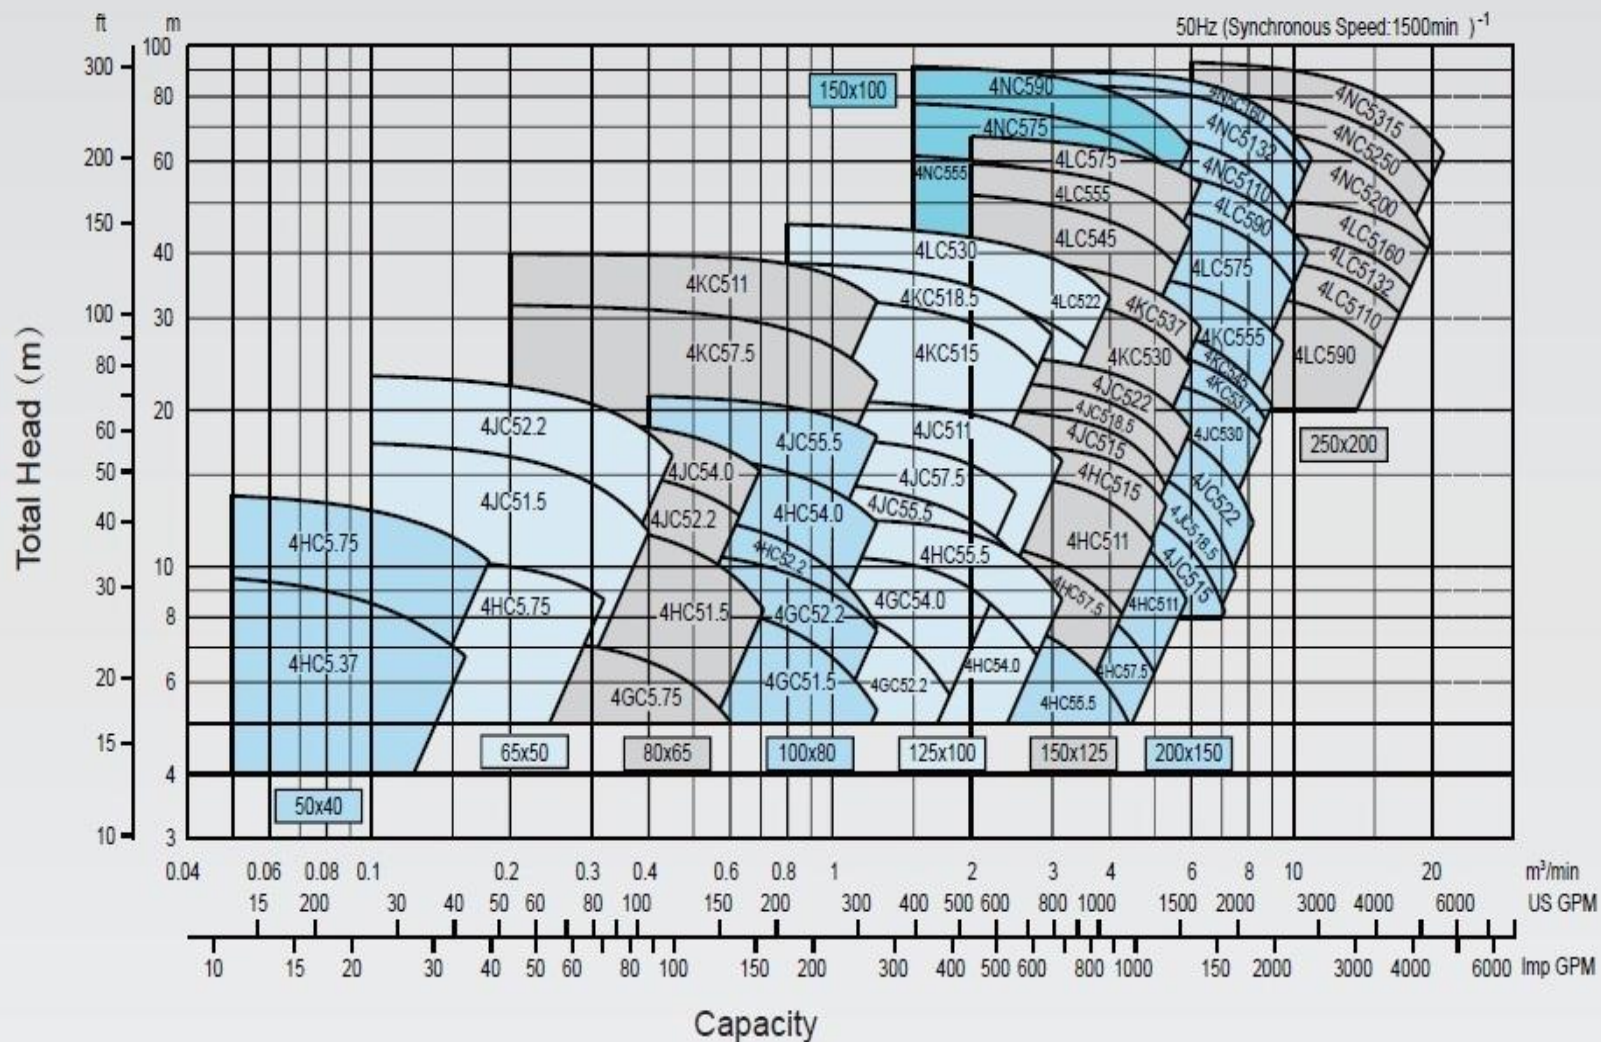 ft m 50Hz (Synchronous Speed:1500min )-1
100
300
150x100 4NC590 4N5C160 4NC5315
80
4NC575 4NC5132 4NC5250
200 60 4NC555 4LC575 4NC5110 4NC5200
4LC555 4LC590
150 4LC545 4LC5160
40 4LC530 4LC575 4LC5132
4KC511 4KC518.5 4LC522 4LC5110
100 30 4KC537 4KC555
4KC57.5 4KC515 4KC530 4LC590
80 4KC545
4JC522 4KC537
20
60 4JC52.2 4JC55.5 4JC511 4JC518.5 4JC530 250x200
4JC515
50 4JC54.0 4JC57.5 4HC515
4JC51.5 4JC52.2 4HC54.0 4JC55.5 4JC522
40 4JC518.5
4HC5.75 4HC52.2 4HC55.5 4HC511
10 4JC515
30 4HC5.75 4HC51.5 4GC52.2 4GC54.0 4HC57.5 4HC511
8
4HC5.37 4HC54.0 4HC57.5
20 6 4GC5.75 4GC51.5 4GC52.2 4HC55.5
15 65x50 80x65 100x80 125x100 150x125 200x150
4
50x40
10 3
Total Head (m)
0.04 0.06 0.08 0.1 0.2 0.3 0.4 0.6 0.8 1 2 3 4 6 8 10 20 m³/min
15 200 30 40 50 60 80 100 150 200 300 400 500 600 800 1000 1500 2000 3000 4000 6000 US GPM
10 15 20 30 40 50 60 80 100 150 200 300 400 500 600 800 1000 150 2000 3000 4000 6000 Imp GPM
Capacity